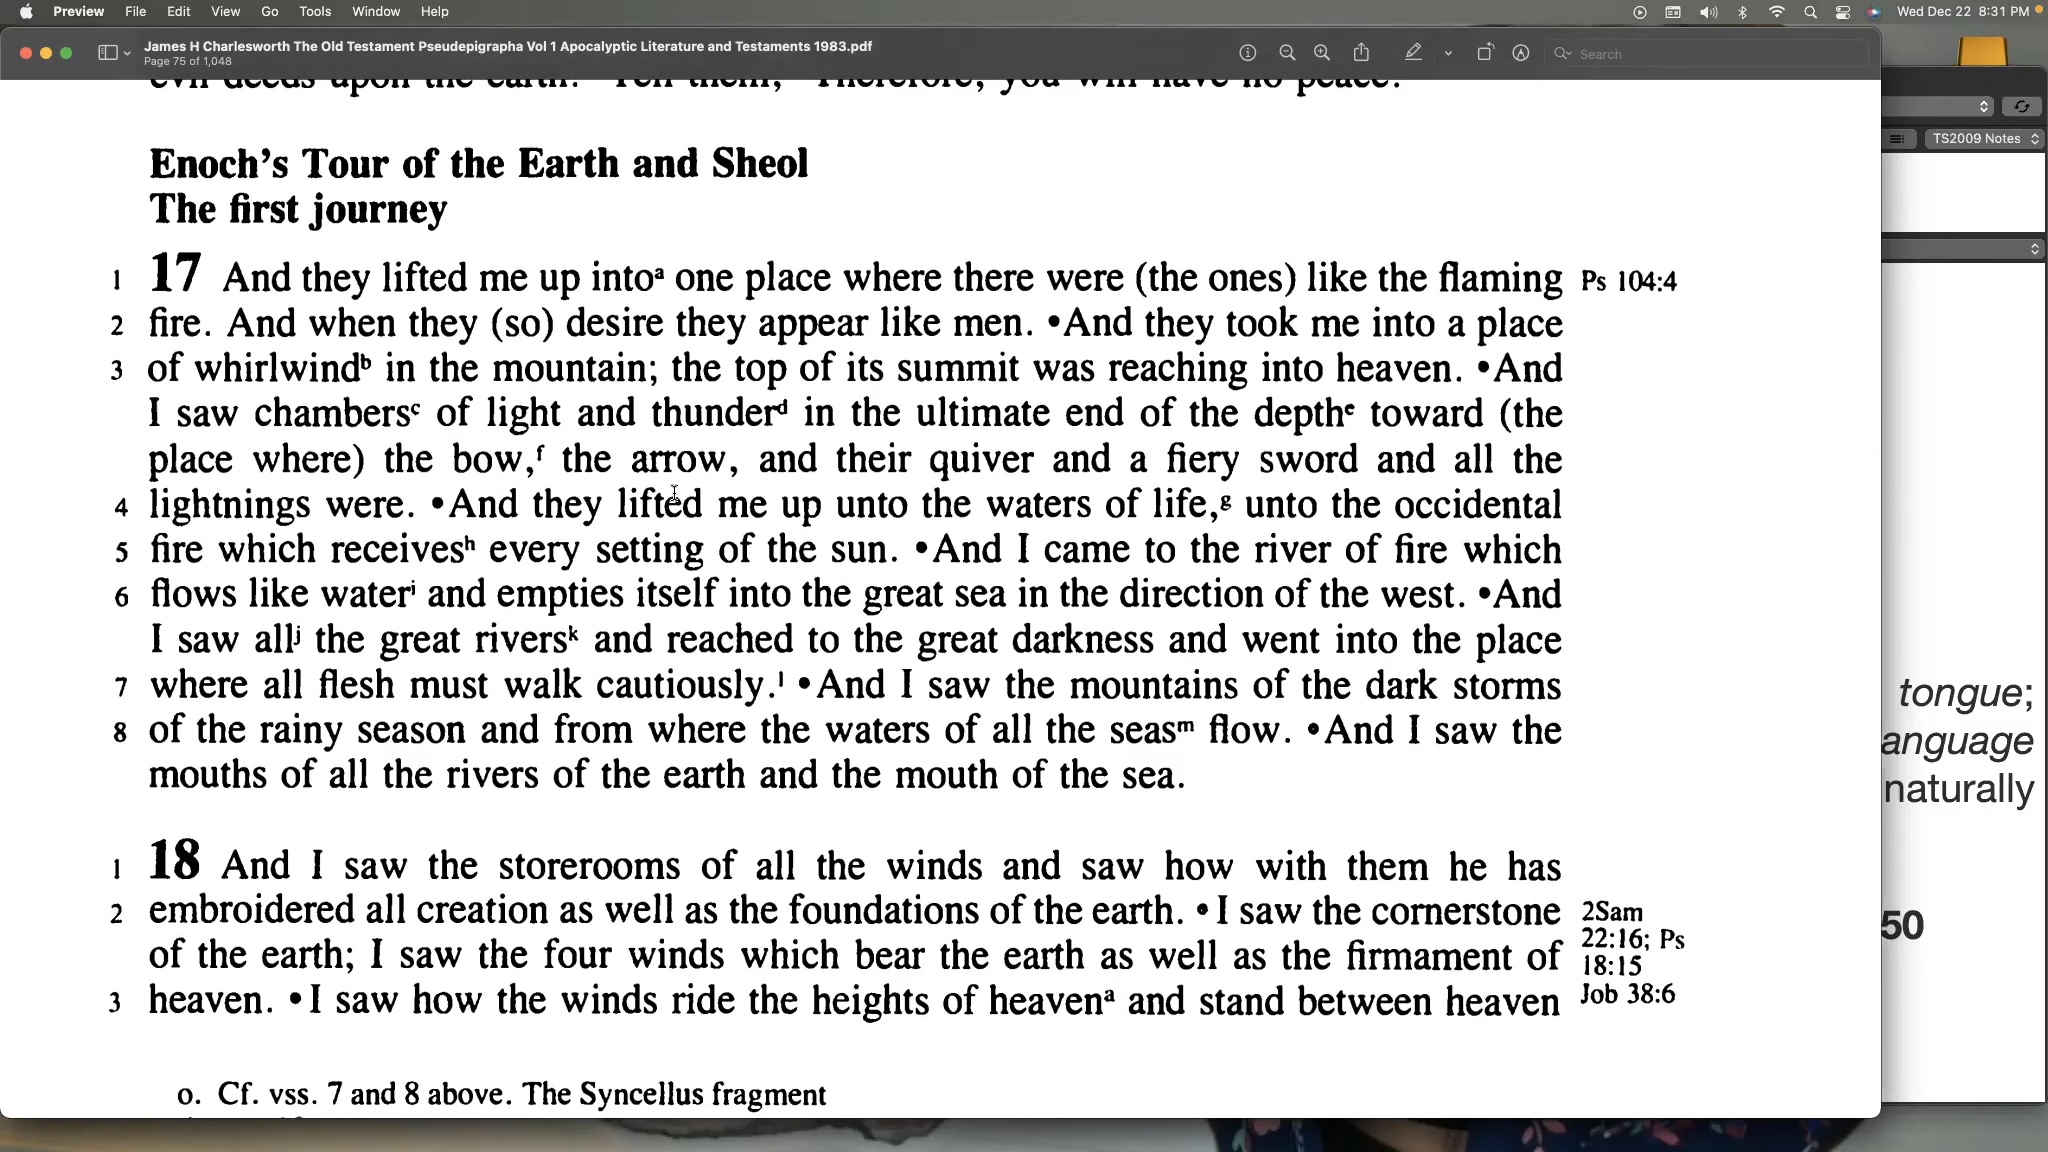 Preview File Edit View Go Tools Window Help
Wed Dec 22 8:31 PM
James H Charlesworth The Old Testament Pseudepigrapha Vol 1 Apocalyptic Literature and Testaments 1983.pdf
Page 75 of 1,048
Search
evil deeds upon the earth. Tell them, 'Therefore, you will have no peace!'
TS2009 Notes
Enoch's Tour of the Earth and Sheol
The first journey
1 17 And they lifted me up intoᵃ one place where there were (the ones) like the flaming Ps 104:4
2 fire. And when they (so) desire they appear like men. •And they took me into a place
3 of whirlwindᵇ in the mountain; the top of its summit was reaching into heaven. •And
I saw chambersᶜ of light and thunderᵈ in the ultimate end of the depthᵉ toward (the
place where) the bow,ᶠ the arrow, and their quiver and a fiery sword and all the
4 lightnings were. •And they lifted me up unto the waters of life,ᵍ unto the occidental
5 fire which receivesʰ every setting of the sun. •And I came to the river of fire which
6 flows like waterⁱ and empties itself into the great sea in the direction of the west. •And
I saw allʲ the great riversᵏ and reached to the great darkness and went into the place
7 where all flesh must walk cautiously.ˡ •And I saw the mountains of the dark storms
8 of the rainy season and from where the waters of all the seasᵐ flow. •And I saw the
mouths of all the rivers of the earth and the mouth of the sea.
tongue;
anguage
naturally
1 18 And I saw the storerooms of all the winds and saw how with them he has
2 embroidered all creation as well as the foundations of the earth. •I saw the cornerstone 2Sam
of the earth; I saw the four winds which bear the earth as well as the firmament of 22:16; Ps
18:15
3 heaven. •I saw how the winds ride the heights of heavenᵃ and stand between heaven Job 38:6
50
o. Cf. vss. 7 and 8 above. The Syncellus fragment